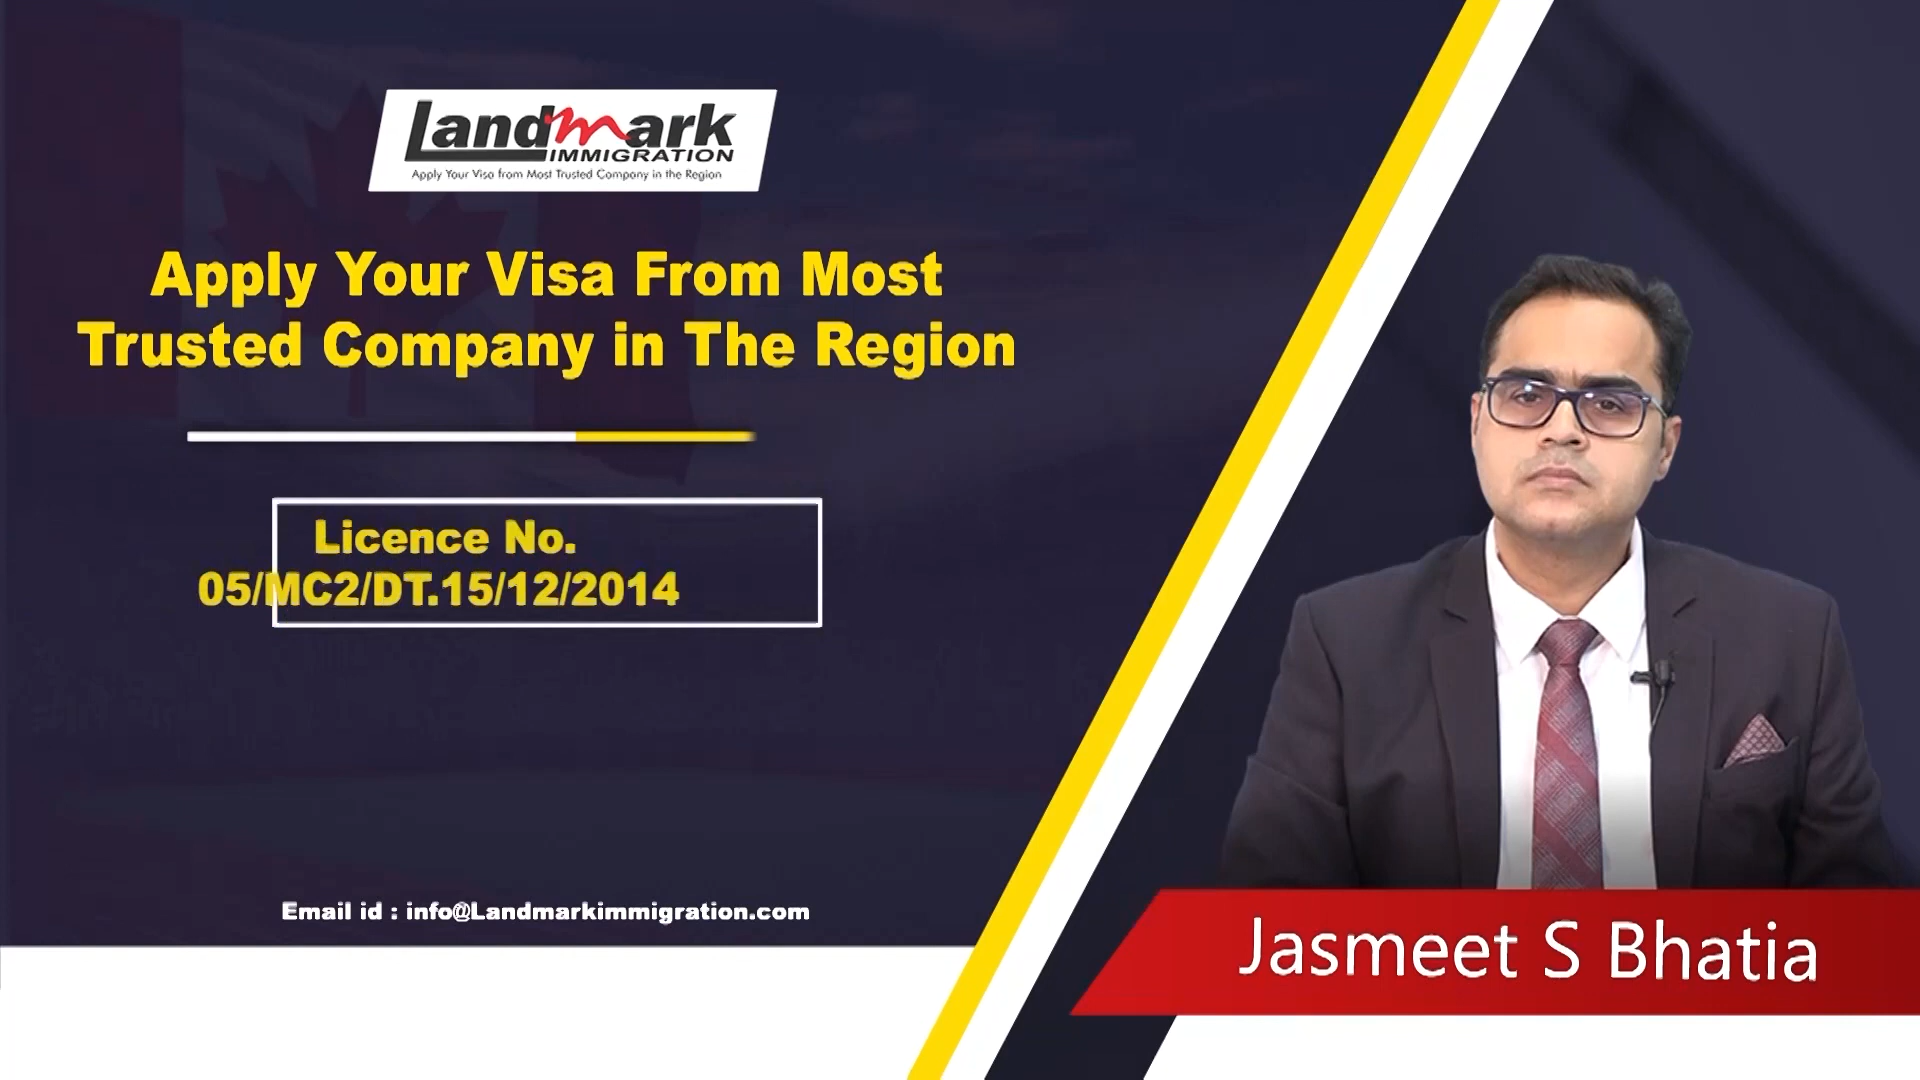 Landmark
IMMIGRATION
Apply Your Visa from Most Trusted Company in the Region
Apply Your Visa From Most
Trusted Company in The Region
Licence No.
05/MC2/DT.15/12/2014
Email id : info@Landmarkimmigration.com
Jasmeet S Bhatia